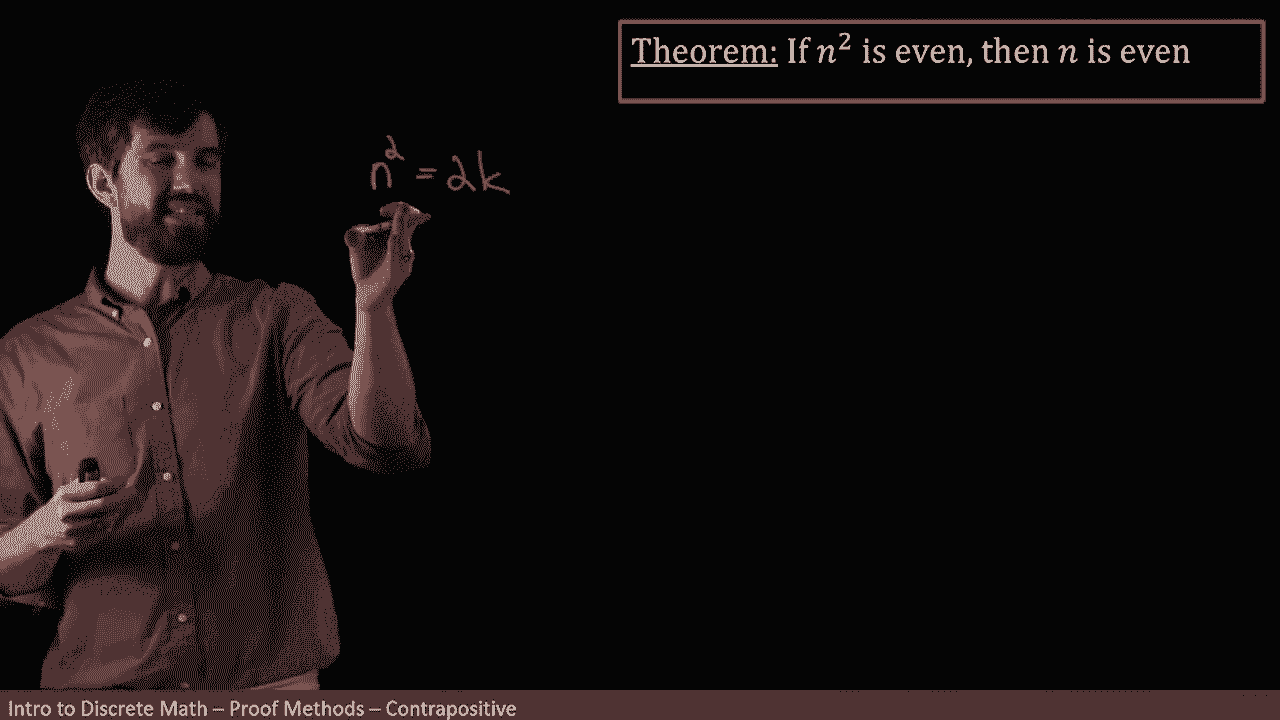 Theorem: If n² is even, then n is even
n² = 2k
Intro to Discrete Math – Proof Methods – Contrapositive